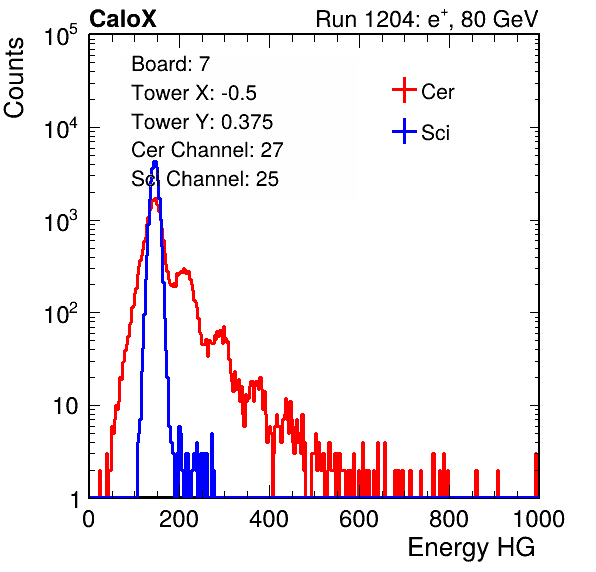 CaloX Run 1204: e⁺, 80 GeV
Counts
Board: 7
Tower X: -0.5
Tower Y: 0.375
Cer Channel: 27
Sci Channel: 25
Cer
Sci
10⁵
10⁴
10³
10²
10
1
0 200 400 600 800 1000
Energy HG